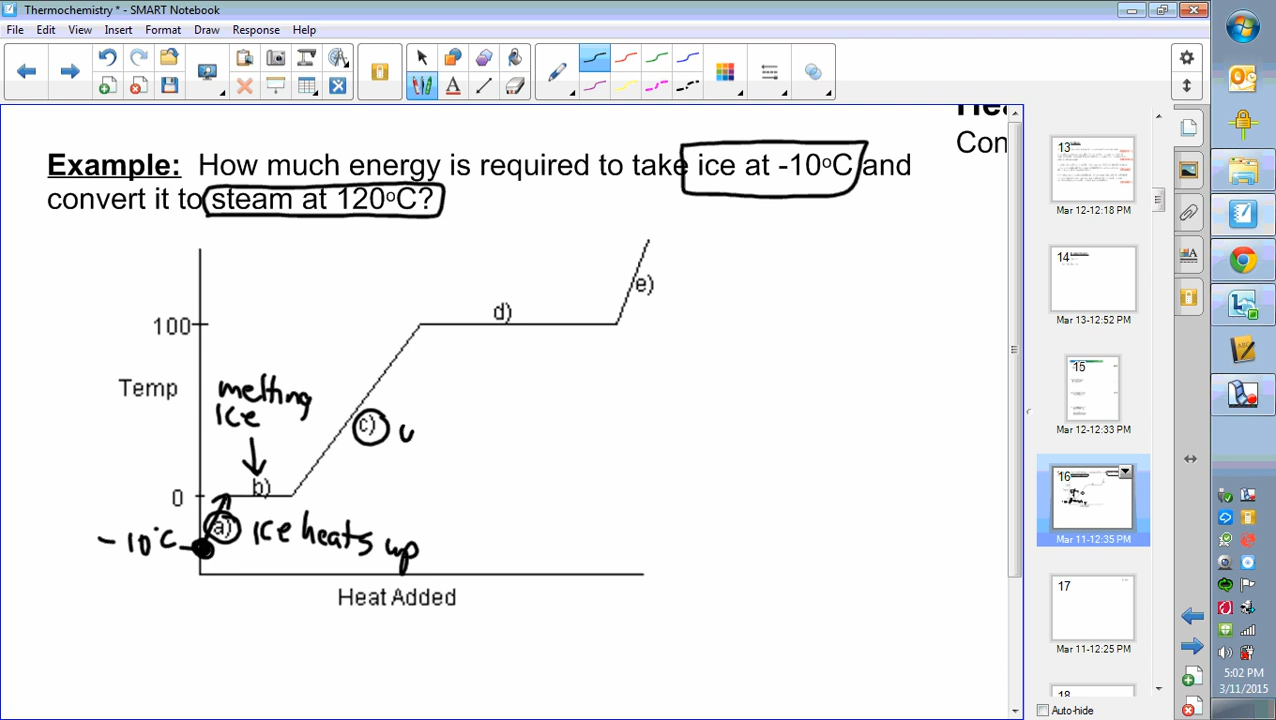 Thermochemistry * - SMART Notebook
File Edit View Insert Format Draw Response Help
Example: How much energy is required to take ice at -10°C and
convert it to steam at 120°C?
Con
100
Temp
0
melting
ice
b)
c) u
d)
e)
-10°C
a) ice heats up
Heat Added
13
Mar 12-12:18 PM
14
Mar 13-12:52 PM
15
Mar 12-12:33 PM
16
Mar 11-12:35 PM
17
Mar 11-12:25 PM
18
Auto-hide
5:02 PM
3/11/2015